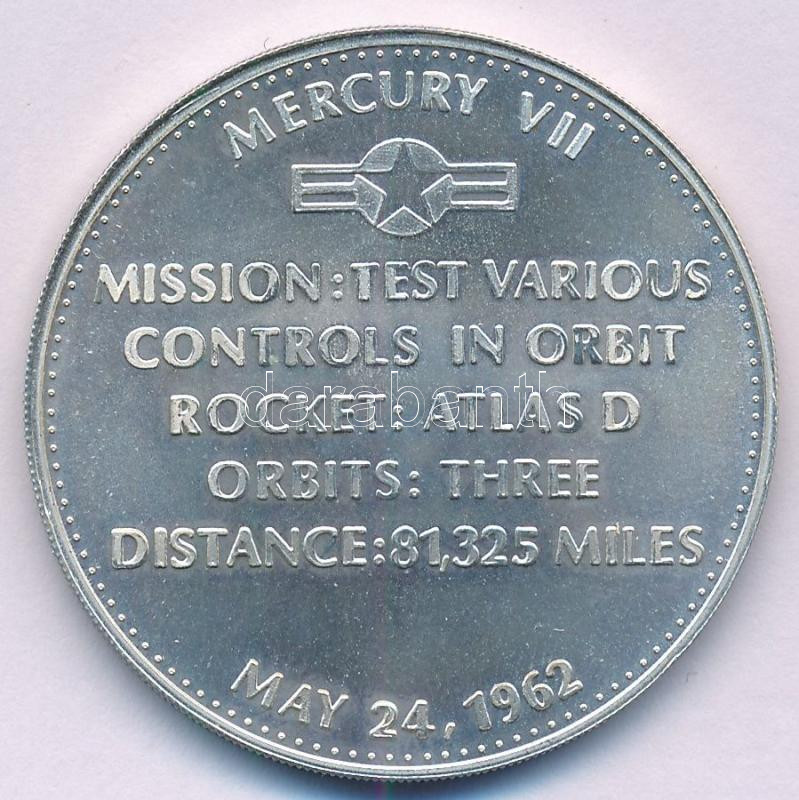 MERCURY VII
MISSION: TEST VARIOUS
CONTROLS IN ORBIT
ROCKET: ATLAS D
darabanth
ORBITS: THREE
DISTANCE: 81,325 MILES
MAY 24, 1962